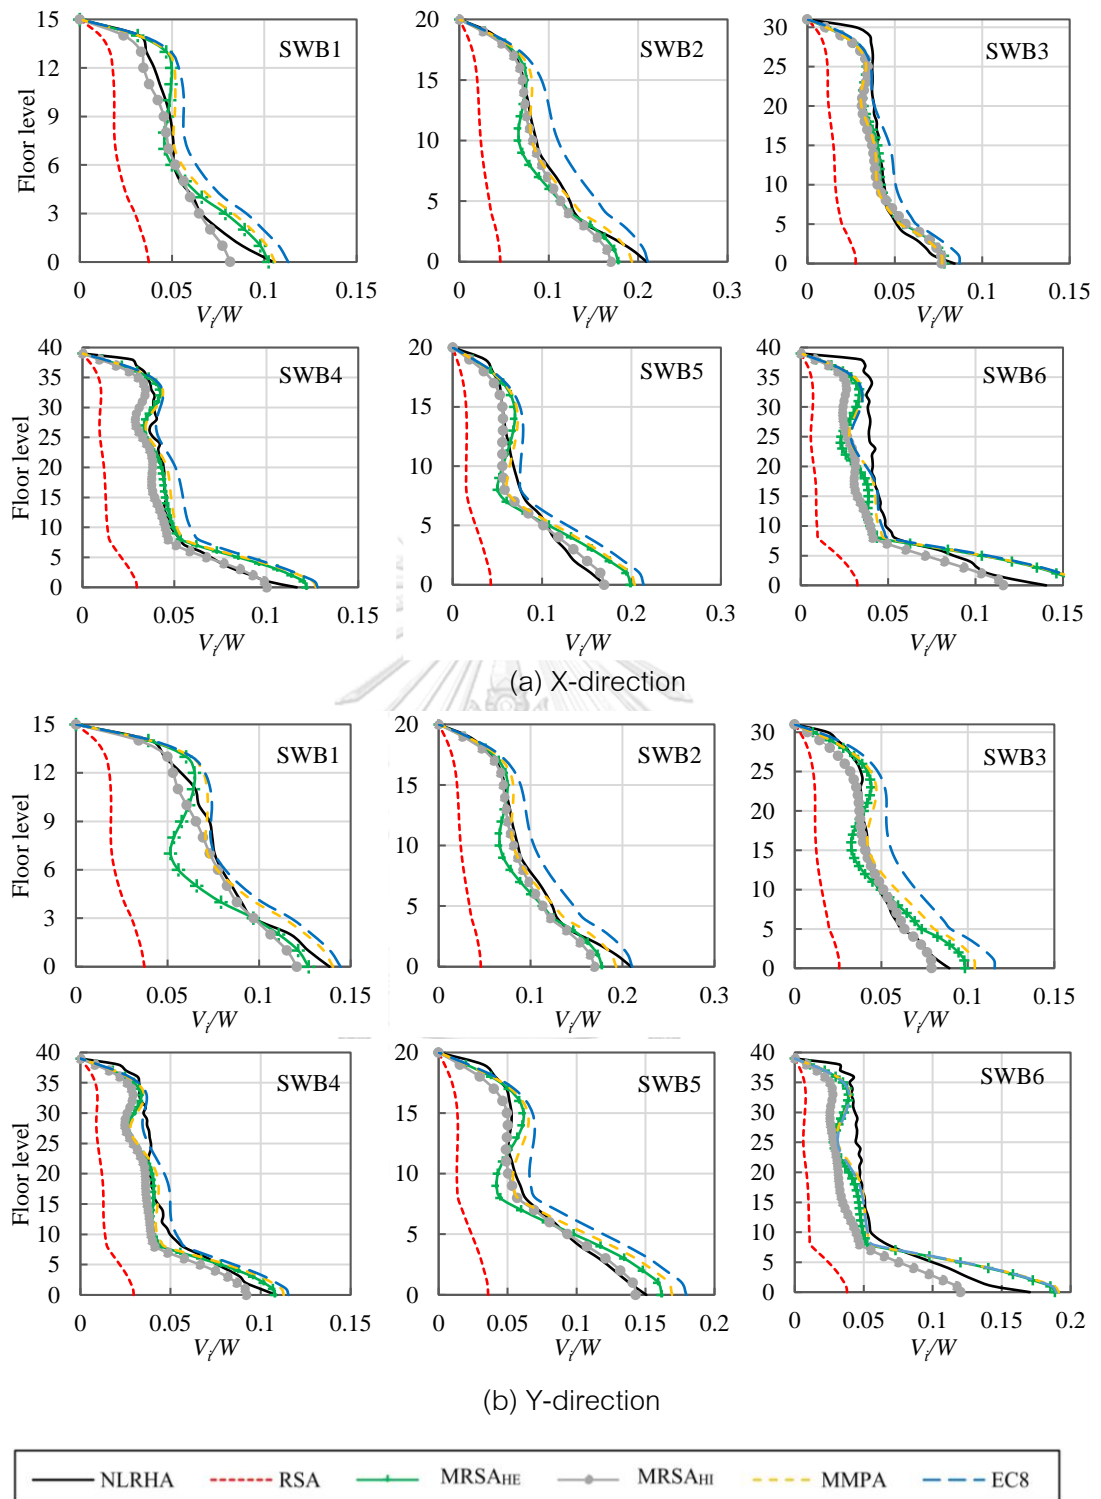 15 SWB1
12
9
6
3
0
Floor level
0 0.05 0.1 0.15
Vi/W
20 SWB2
15
10
5
0
0 0.1 0.2 0.3
Vi/W
30 SWB3
25
20
15
10
5
0
0 0.05 0.1 0.15
Vi/W
40 SWB4
35
30
25
20
15
10
5
0
Floor level
0 0.05 0.1 0.15
Vi/W
20 SWB5
15
10
5
0
0 0.1 0.2 0.3
Vi/W
40 SWB6
35
30
25
20
15
10
5
0
0 0.05 0.1 0.15
Vi/W
(a) X-direction
15 SWB1
12
9
6
3
0
Floor level
0 0.05 0.1 0.15
Vi/W
20 SWB2
15
10
5
0
0 0.1 0.2 0.3
Vi/W
30 SWB3
25
20
15
10
5
0
0 0.05 0.1 0.15
Vi/W
40 SWB4
35
30
25
20
15
10
5
0
Floor level
0 0.05 0.1 0.15
Vi/W
20 SWB5
15
10
5
0
0 0.05 0.1 0.15 0.2
Vi/W
40 SWB6
35
30
25
20
15
10
5
0
0 0.05 0.1 0.15 0.2
Vi/W
(b) Y-direction
NLRHA RSA MRSAHE MRSAHI MMPA EC8